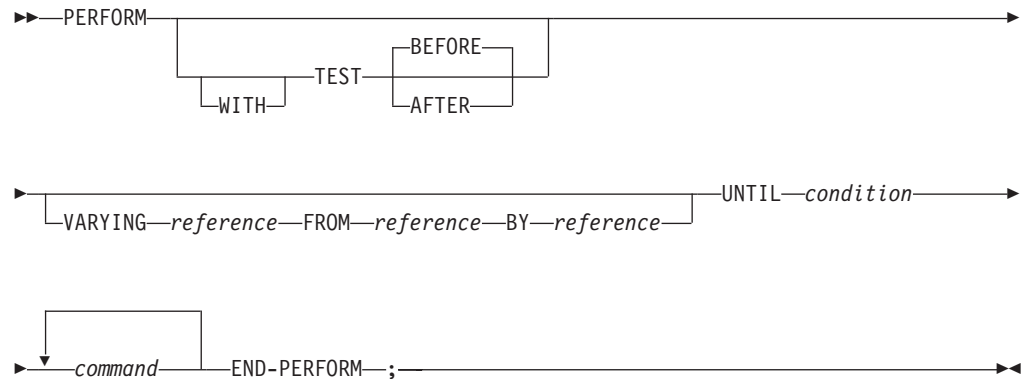 PERFORM
BEFORE
TEST
WITH
AFTER
UNTIL condition
VARYING reference FROM reference BY reference
command END-PERFORM ;